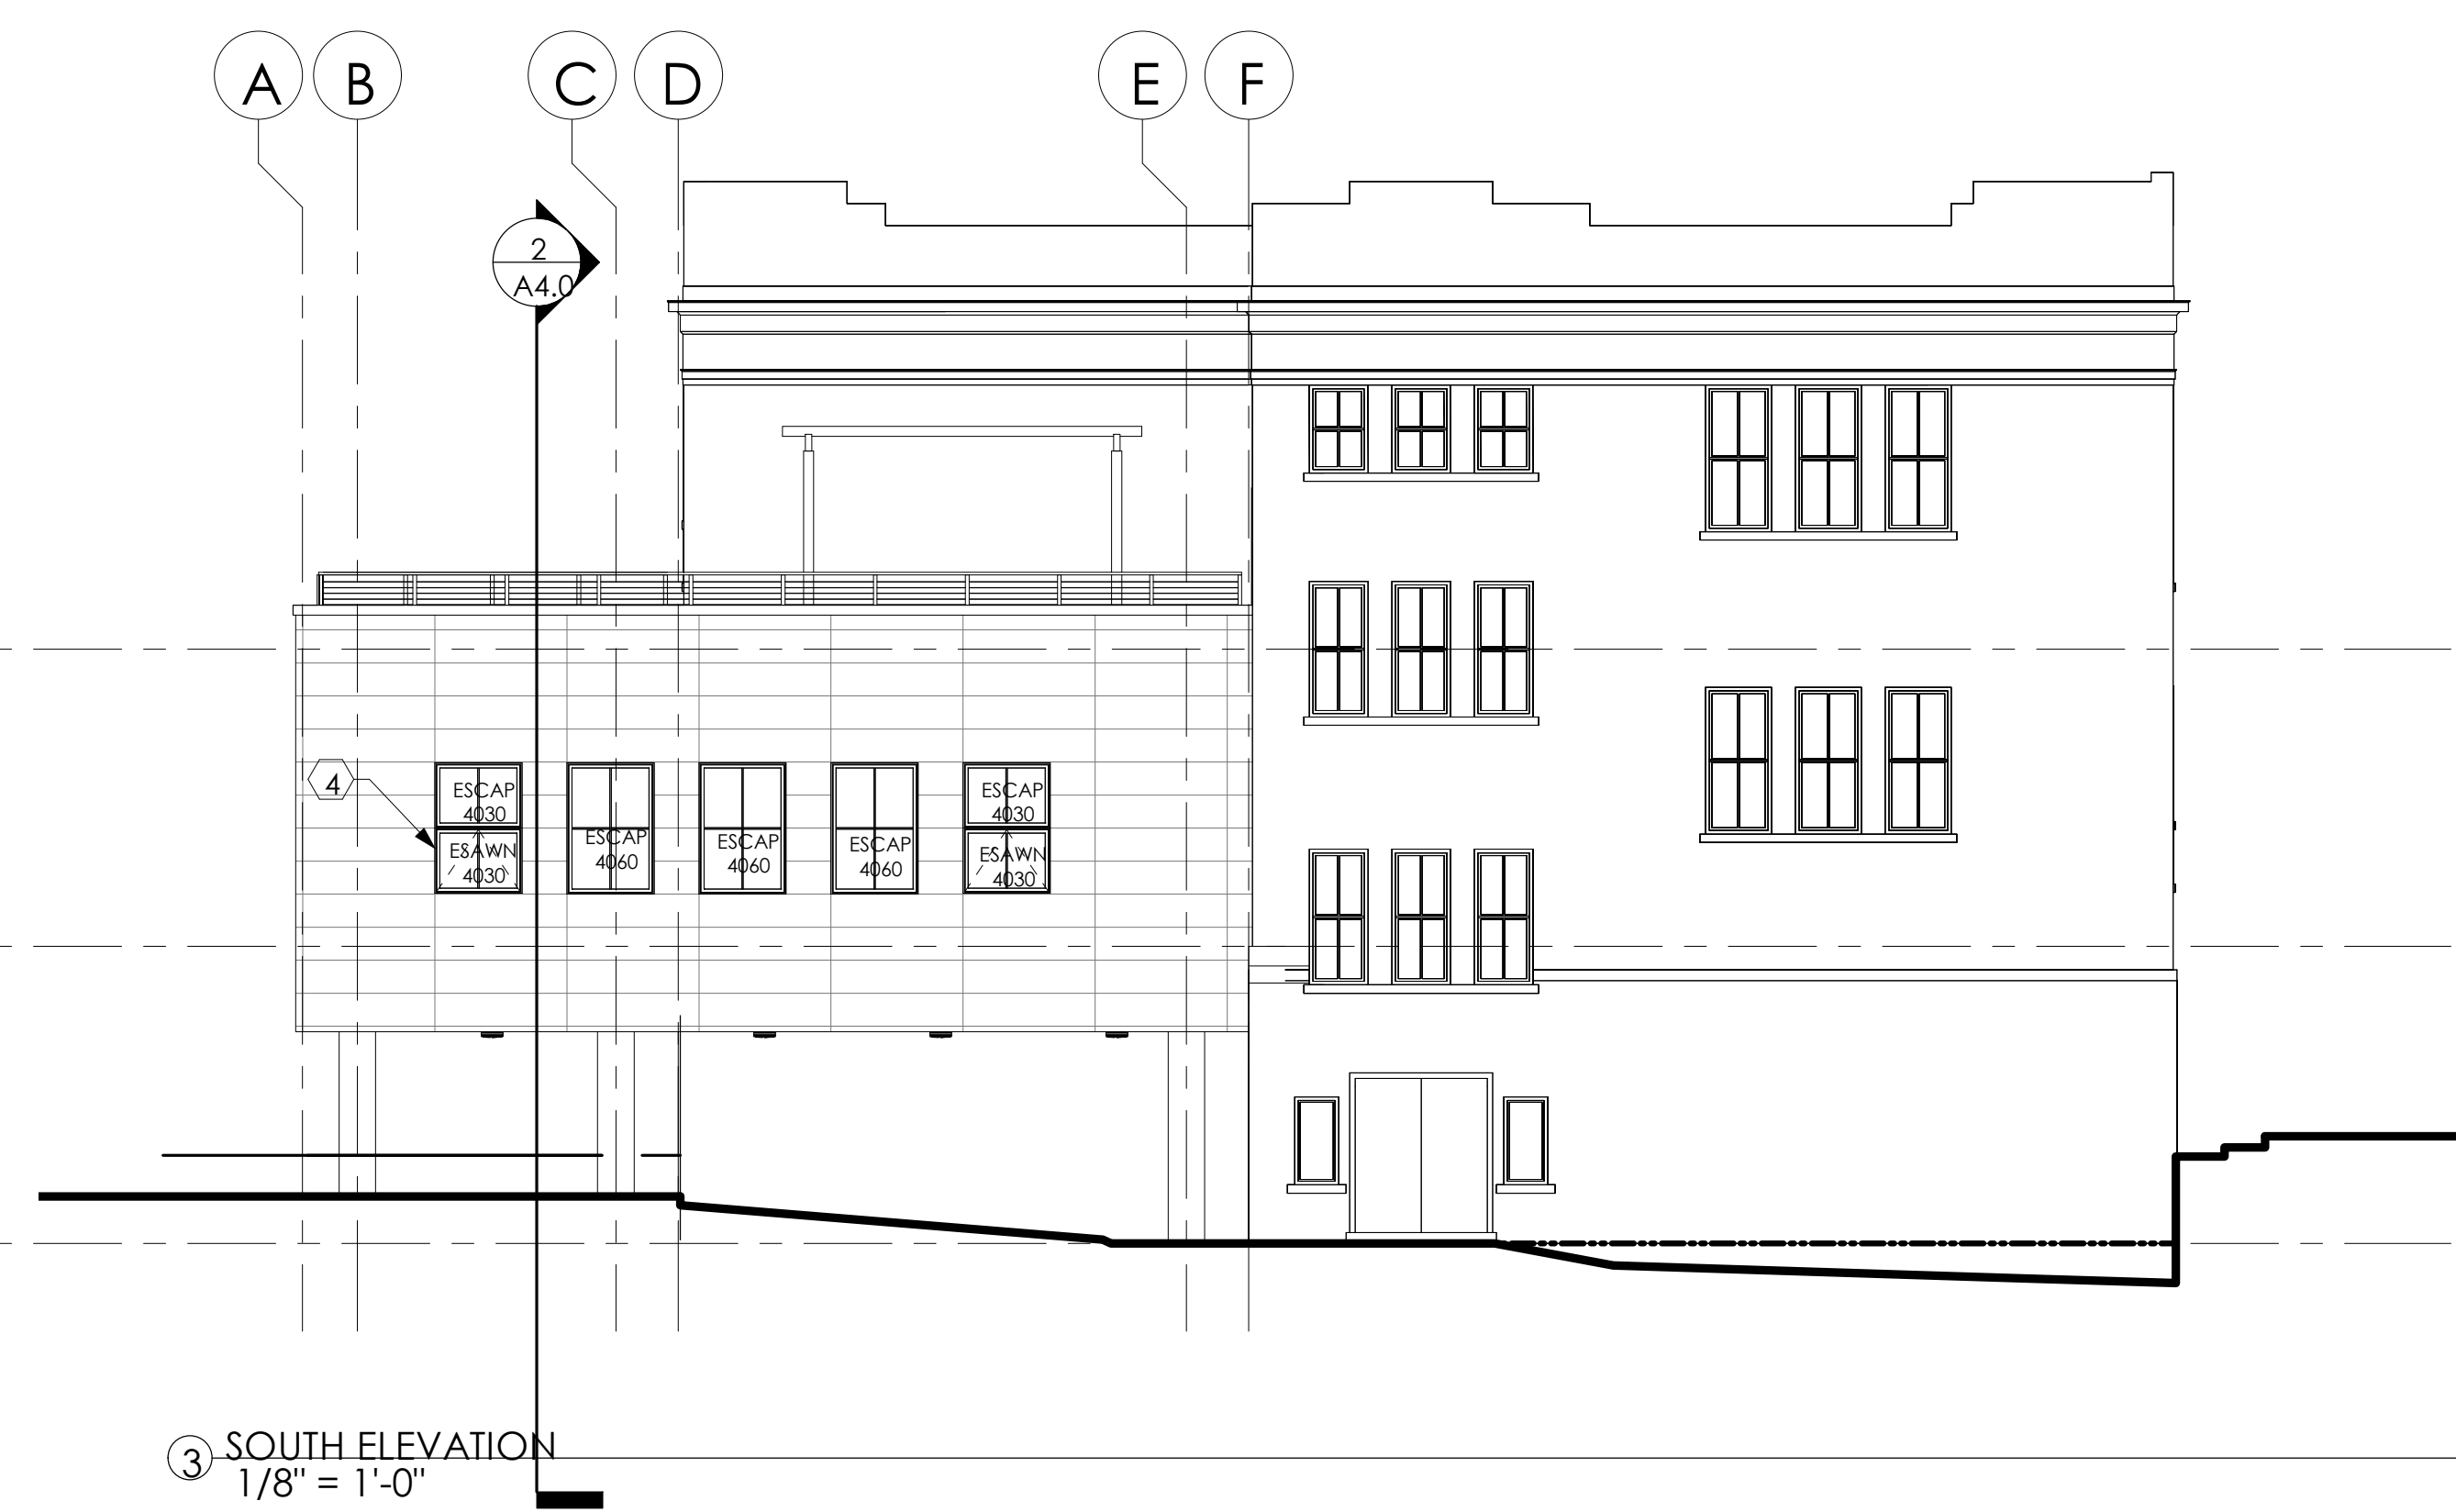 A
B
C
D
E
F
2
A4.0
4
ESCAP
4030
ESAWN
4030
ESCAP
4060
ESCAP
4060
ESCAP
4060
ESCAP
4030
ESAWN
4030
3
SOUTH ELEVATION
1/8" = 1'-0"